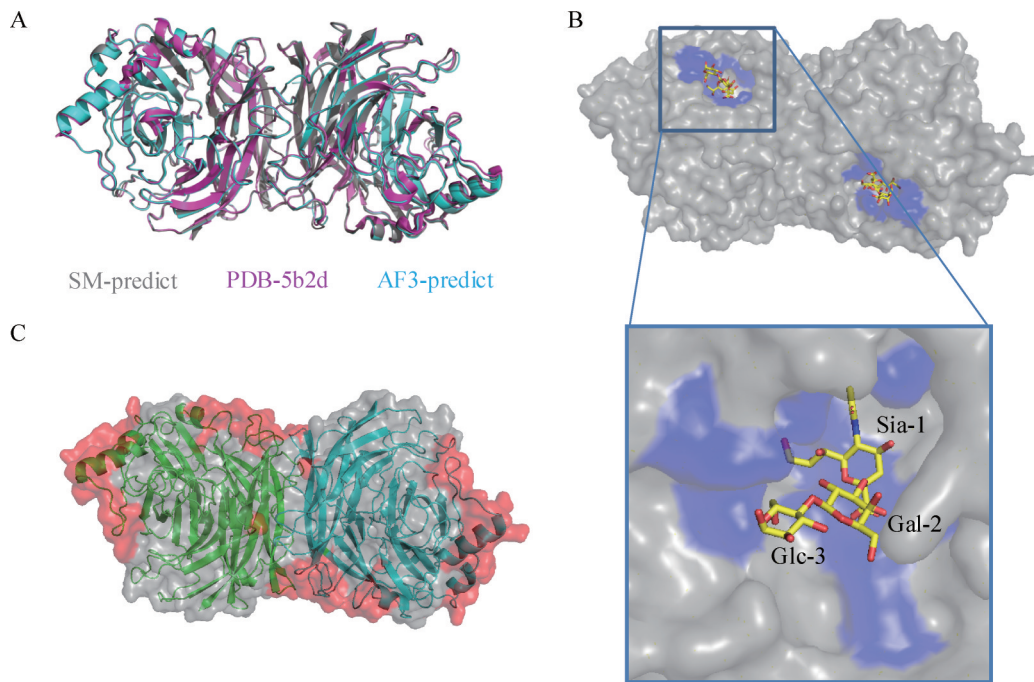 A
B
SM-predict PDB-5b2d AF3-predict
C
Sia-1
Gal-2
Glc-3